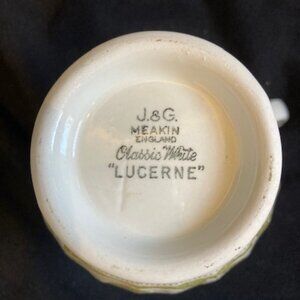 J.&G.
MEAKIN
ENGLAND
Classic White
"LUCERNE"